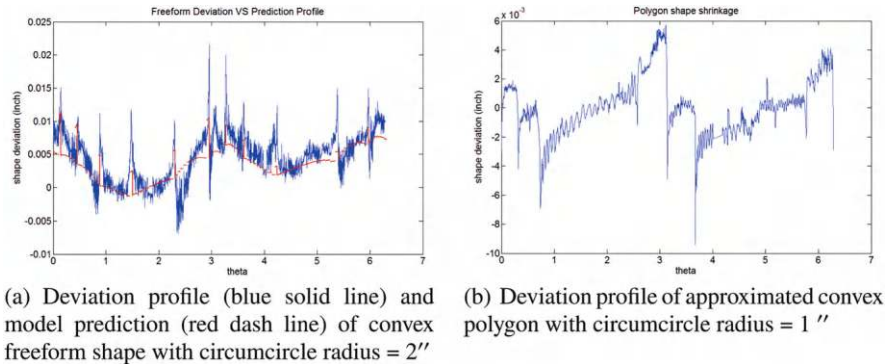 Freeform Deviation VS Prediction Profile
0.025
0.02
0.015
0.01
0.005
0
-0.005
-0.01
shape deviation (inch)
0 1 2 3 4 5 6 7
theta
(a) Deviation profile (blue solid line) and
model prediction (red dash line) of convex
freeform shape with circumcircle radius = 2″
Polygon shape shrinkage
x 10⁻³
6
4
2
0
-2
-4
-6
-8
-10
shape deviation (inch)
0 1 2 3 4 5 6 7
theta
(b) Deviation profile of approximated convex
polygon with circumcircle radius = 1 ″